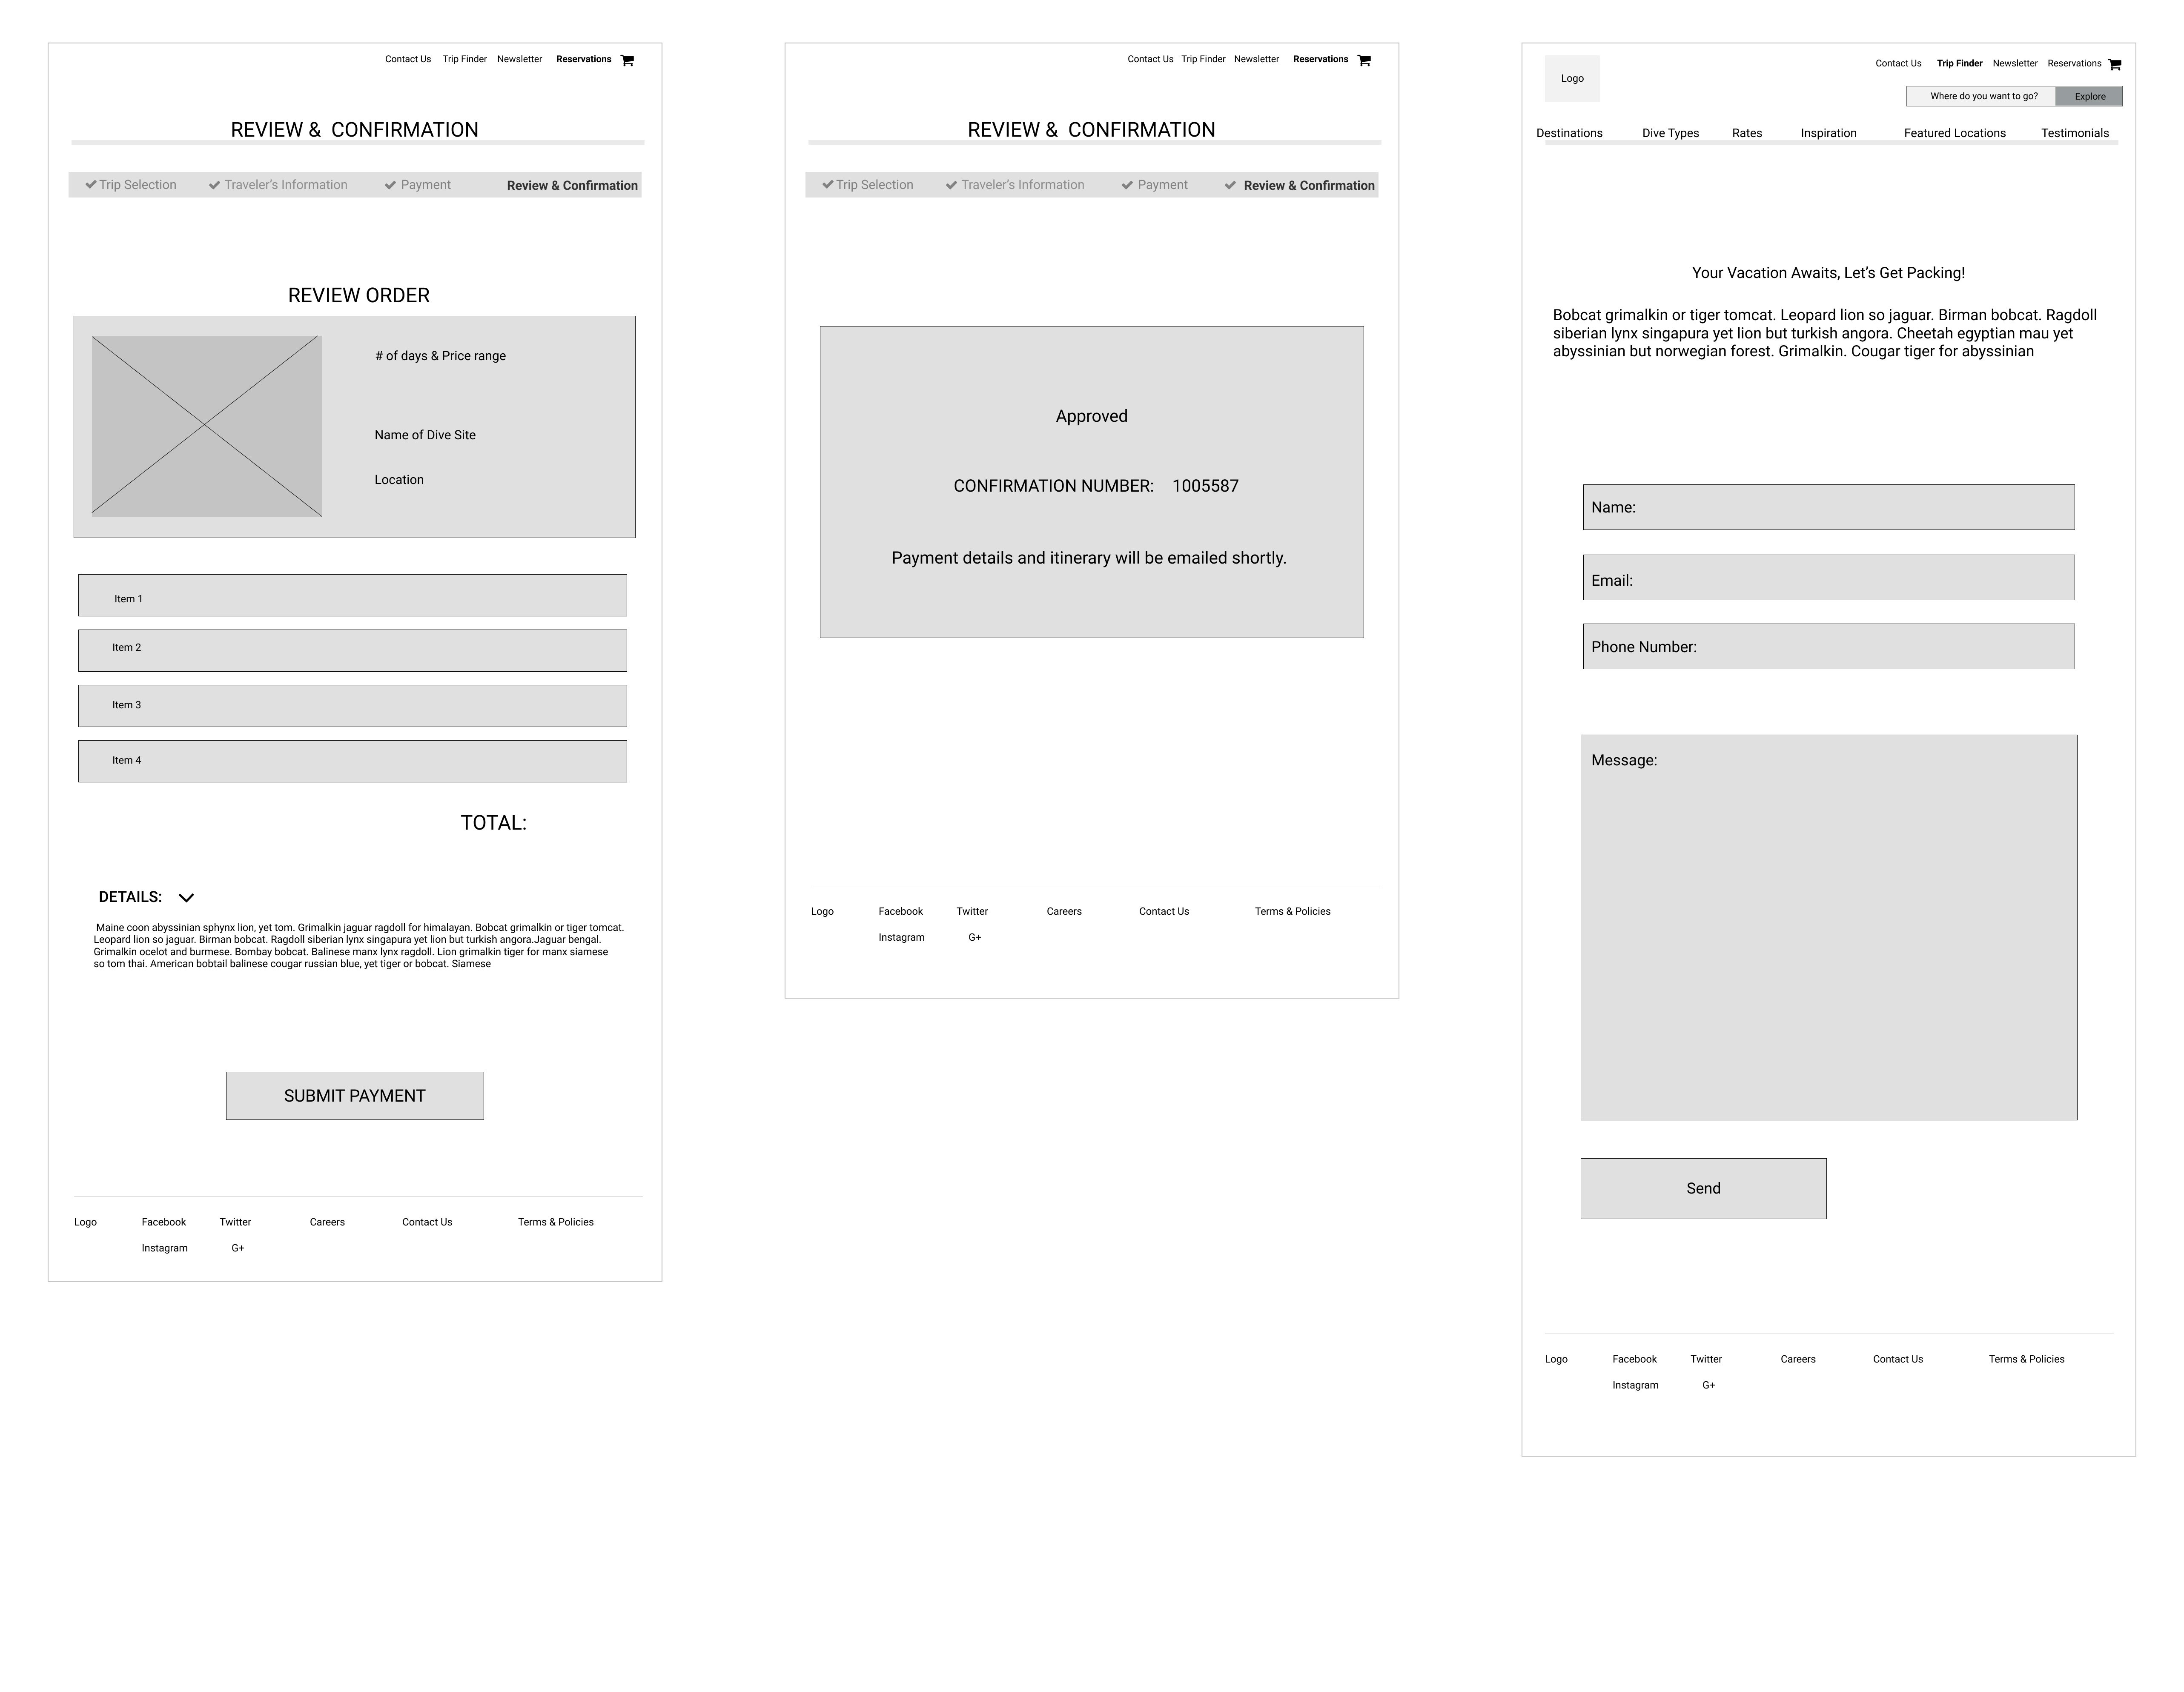 Contact Us Trip Finder Newsletter Reservations
REVIEW & CONFIRMATION
Trip Selection Traveler's Information Payment Review & Confirmation
REVIEW ORDER
# of days & Price range
Name of Dive Site
Location
Item 1
Item 2
Item 3
Item 4
TOTAL:
DETAILS:
Maine coon abyssinian sphynx lion, yet tom. Grimalkin jaguar ragdoll for himalayan. Bobcat grimalkin or tiger tomcat.
Leopard lion so jaguar. Birman bobcat. Ragdoll siberian lynx singapura yet lion but turkish angora.Jaguar bengal.
Grimalkin ocelot and burmese. Bombay bobcat. Balinese manx lynx ragdoll. Lion grimalkin tiger for manx siamese
so tom thai. American bobtail balinese cougar russian blue, yet tiger or bobcat. Siamese
SUBMIT PAYMENT
Logo Facebook Twitter Careers Contact Us Terms & Policies
Instagram G+
Contact Us Trip Finder Newsletter Reservations
REVIEW & CONFIRMATION
Trip Selection Traveler's Information Payment Review & Confirmation
Approved
CONFIRMATION NUMBER: 1005587
Payment details and itinerary will be emailed shortly.
Logo Facebook Twitter Careers Contact Us Terms & Policies
Instagram G+
Logo
Contact Us Trip Finder Newsletter Reservations
Where do you want to go? Explore
Destinations Dive Types Rates Inspiration Featured Locations Testimonials
Your Vacation Awaits, Let's Get Packing!
Bobcat grimalkin or tiger tomcat. Leopard lion so jaguar. Birman bobcat. Ragdoll
siberian lynx singapura yet lion but turkish angora. Cheetah egyptian mau yet
abyssinian but norwegian forest. Grimalkin. Cougar tiger for abyssinian
Name:
Email:
Phone Number:
Message:
Send
Logo Facebook Twitter Careers Contact Us Terms & Policies
Instagram G+